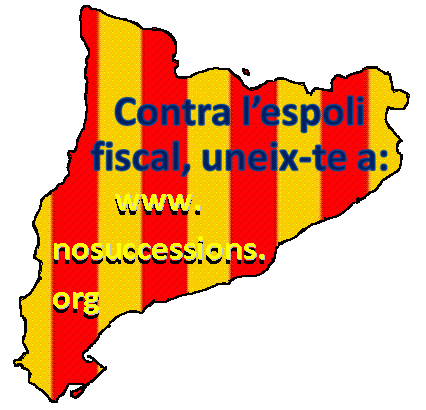 Contra l’espoli
fiscal, uneix-te a:
www.
nosuccessions.
org